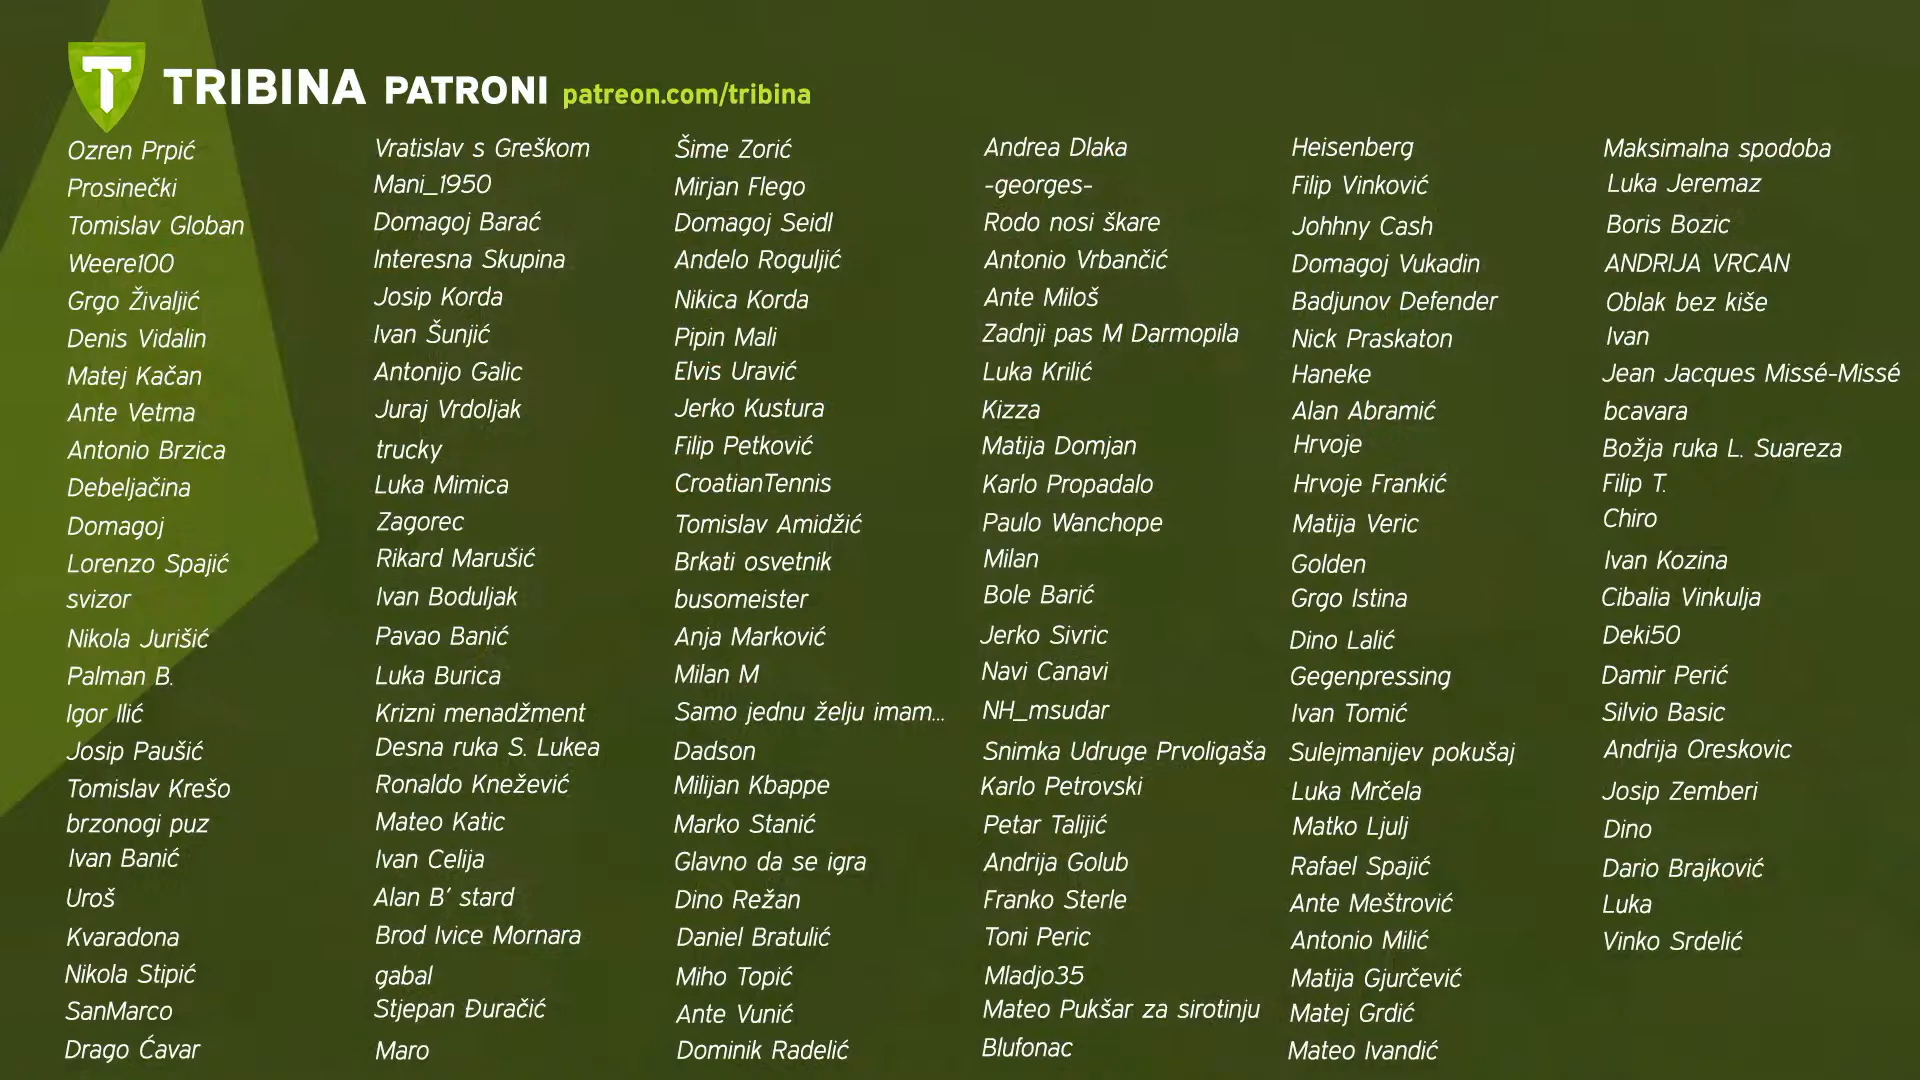 T TRIBINA PATRONI patreon.com/tribina
Ozren Prpić
Prosinečki
Tomislav Globan
Weere100
Grgo Živaljić
Denis Vidalin
Matej Kačan
Ante Vetma
Antonio Brzica
Debeljačina
Domagoj
Lorenzo Spajić
svizor
Nikola Jurišić
Palman B.
Igor Ilić
Josip Paušić
Tomislav Krešo
brzonogi puz
Ivan Banić
Uroš
Kvaradona
Nikola Stipić
SanMarco
Drago Ćavar
Vratislav s Greškom
Mani_1950
Domagoj Barać
Interesna Skupina
Josip Korda
Ivan Šunjić
Antonijo Galic
Juraj Vrdoljak
trucky
Luka Mimica
Zagorec
Rikard Marušić
Ivan Boduljak
Pavao Banić
Luka Burica
Krizni menadžment
Desna ruka S. Lukea
Ronaldo Knežević
Mateo Katic
Ivan Celija
Alan B' stard
Brod Ivice Mornara
gabal
Stjepan Đuračić
Maro
Šime Zorić
Mirjan Flego
Domagoj Seidl
Andelo Roguljić
Nikica Korda
Pipin Mali
Elvis Uravić
Jerko Kustura
Filip Petković
CroatianTennis
Tomislav Amidžić
Brkati osvetnik
busomeister
Anja Marković
Milan M
Samo jednu želju imam...
Dadson
Milijan Kbappe
Marko Stanić
Glavno da se igra
Dino Režan
Daniel Bratulić
Miho Topić
Ante Vunić
Dominik Radelić
Andrea Dlaka
-georges-
Rodo nosi škare
Antonio Vrbančić
Ante Miloš
Zadnji pas M Darmopila
Luka Krilić
Kizza
Matija Domjan
Karlo Propadalo
Paulo Wanchope
Milan
Bole Barić
Jerko Sivric
Navi Canavi
NH_msudar
Snimka Udruge Prvoligaša
Karlo Petrovski
Petar Talijić
Andrija Golub
Franko Sterle
Toni Peric
Mladjo35
Mateo Pukšar za sirotinju
Blufonac
Heisenberg
Filip Vinković
Johhny Cash
Domagoj Vukadin
Badjunov Defender
Nick Praskaton
Haneke
Alan Abramić
Hrvoje
Hrvoje Frankić
Matija Veric
Golden
Grgo Istina
Dino Lalić
Gegenpressing
Ivan Tomić
Sulejmanijev pokušaj
Luka Mrčela
Matko Ljulj
Rafael Spajić
Ante Meštrović
Antonio Milić
Matija Gjurčević
Matej Grdić
Mateo Ivandić
Maksimalna spodoba
Luka Jeremaz
Boris Bozic
ANDRIJA VRCAN
Oblak bez kiše
Ivan
Jean Jacques Missé-Missé
bcavara
Božja ruka L. Suareza
Filip T.
Chiro
Ivan Kozina
Cibalia Vinkulja
Deki50
Damir Perić
Silvio Basic
Andrija Oreskovic
Josip Zemberi
Dino
Dario Brajković
Luka
Vinko Srdelić